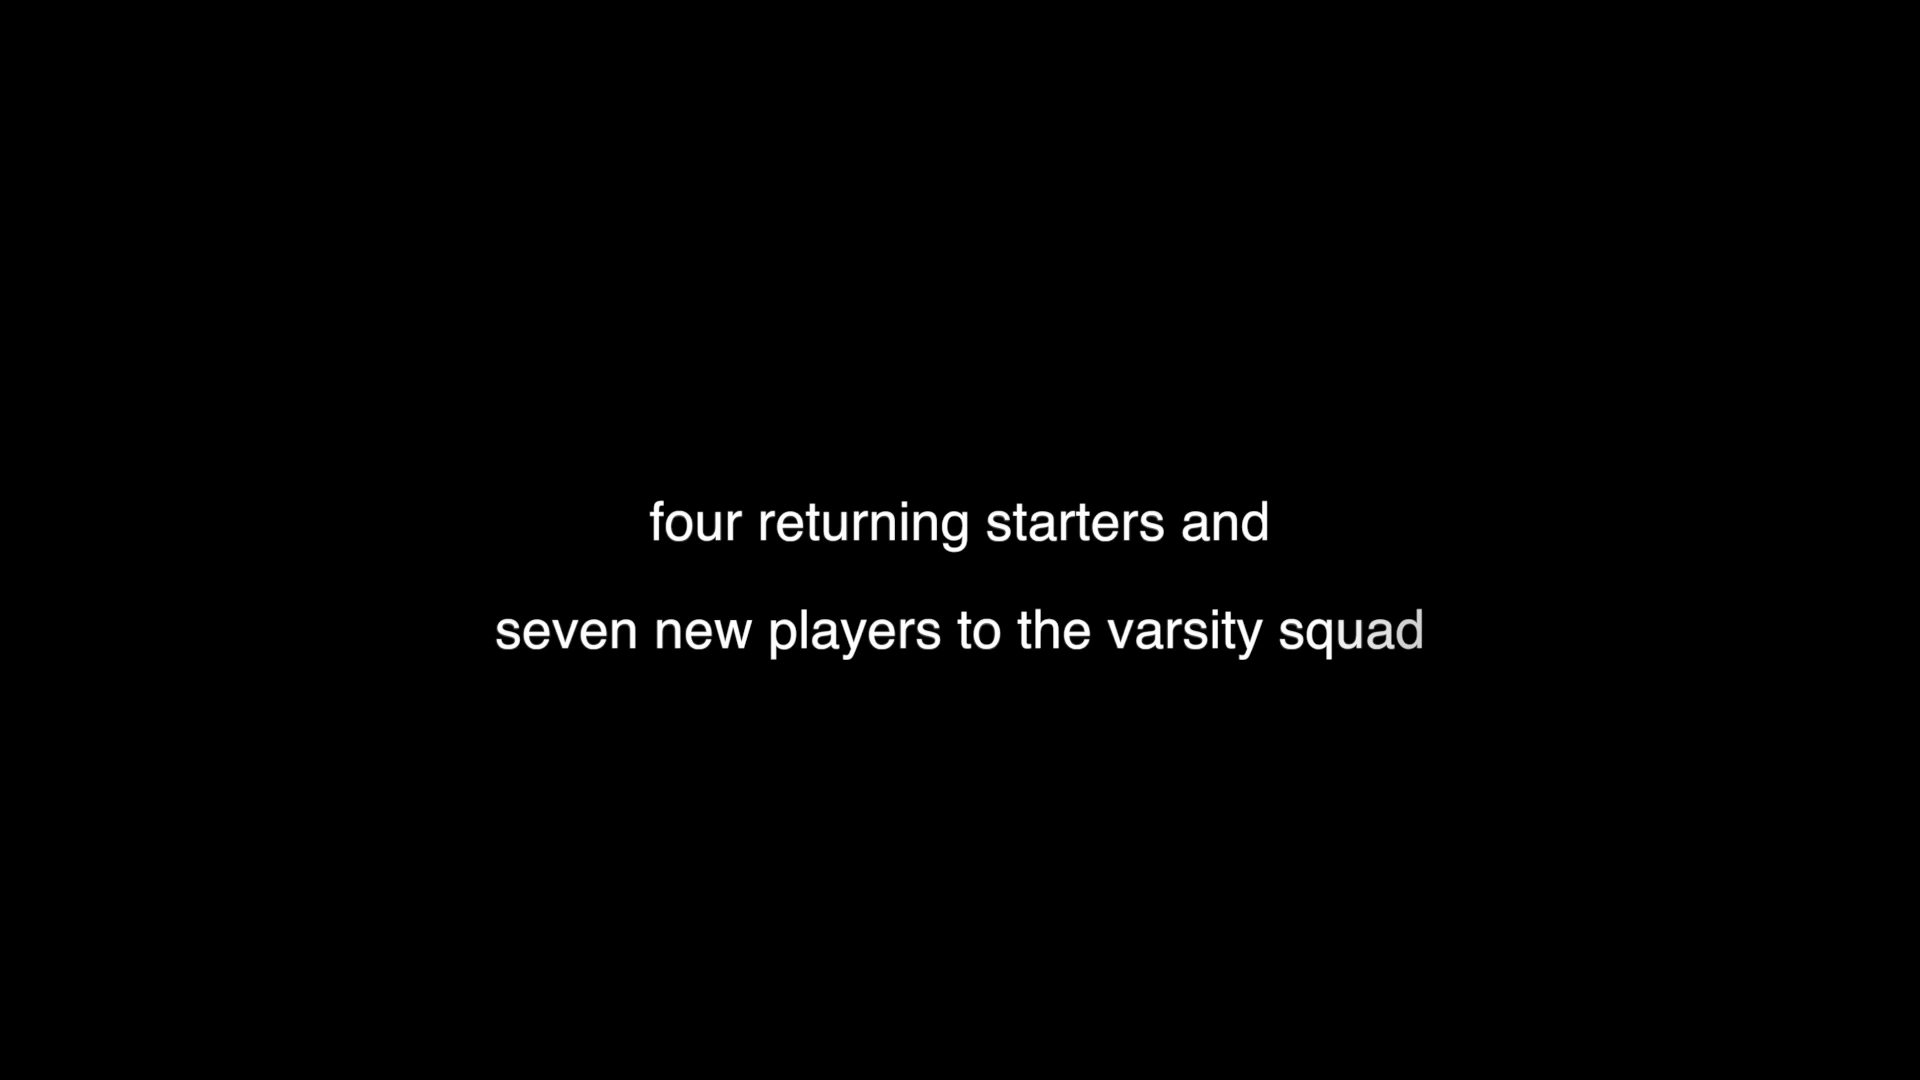 four returning starters and
seven new players to the varsity squad